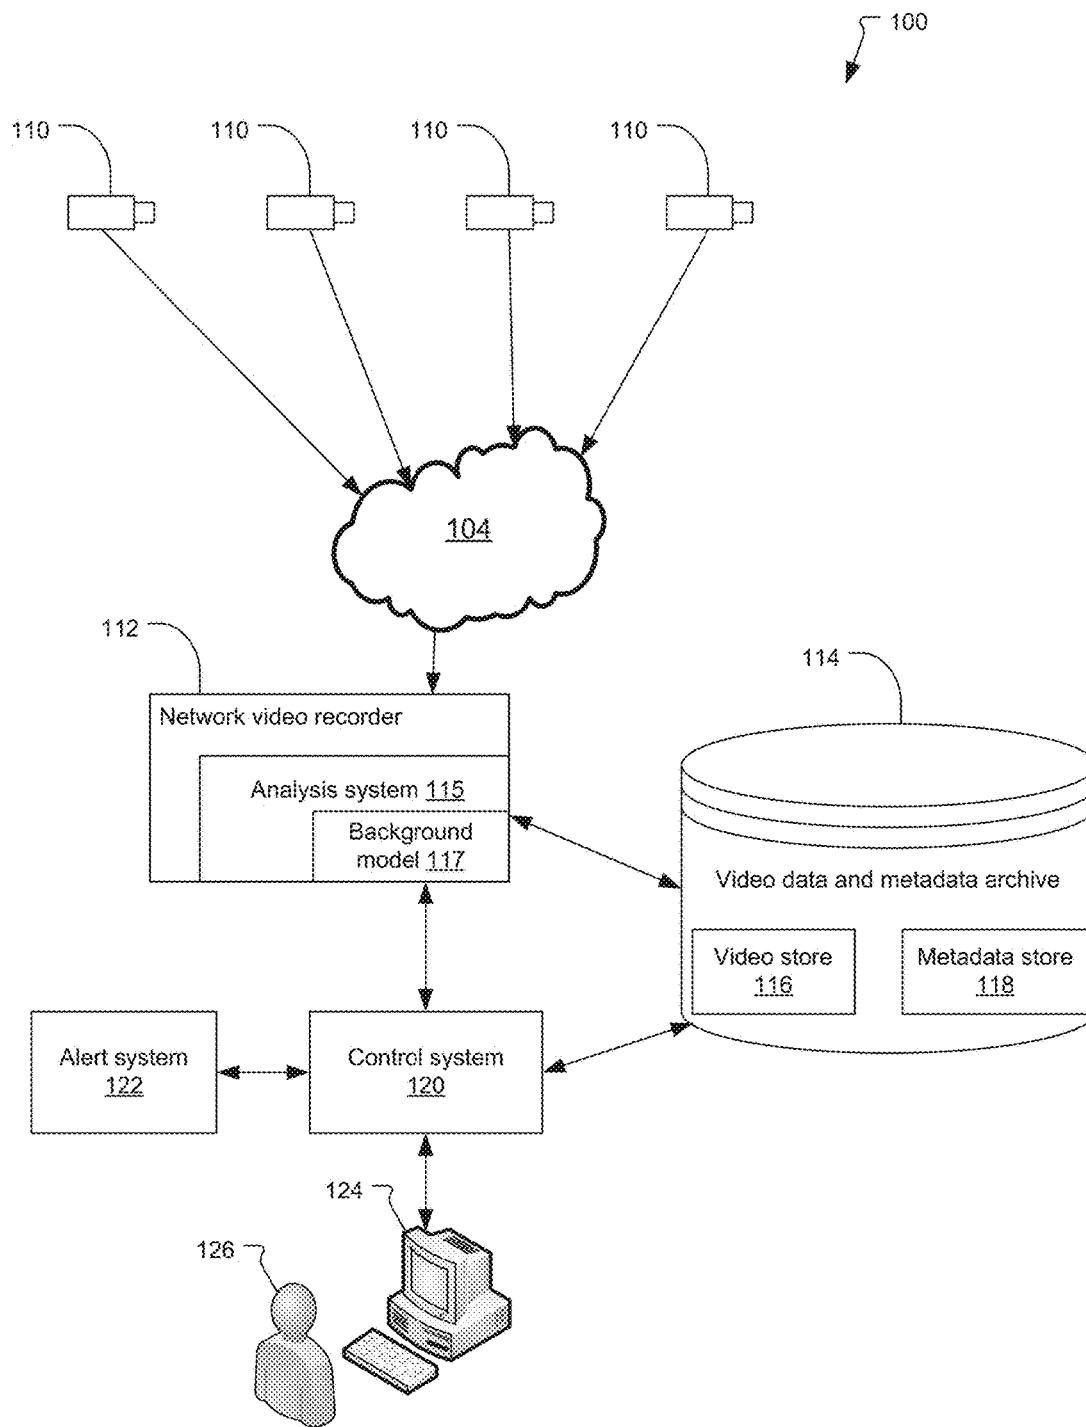 100
110
110
110
110
104
112
114
Network video recorder
Analysis system 115
Background
model 117
Video data and metadata archive
Video store
116
Metadata store
118
Alert system
122
Control system
120
124
126